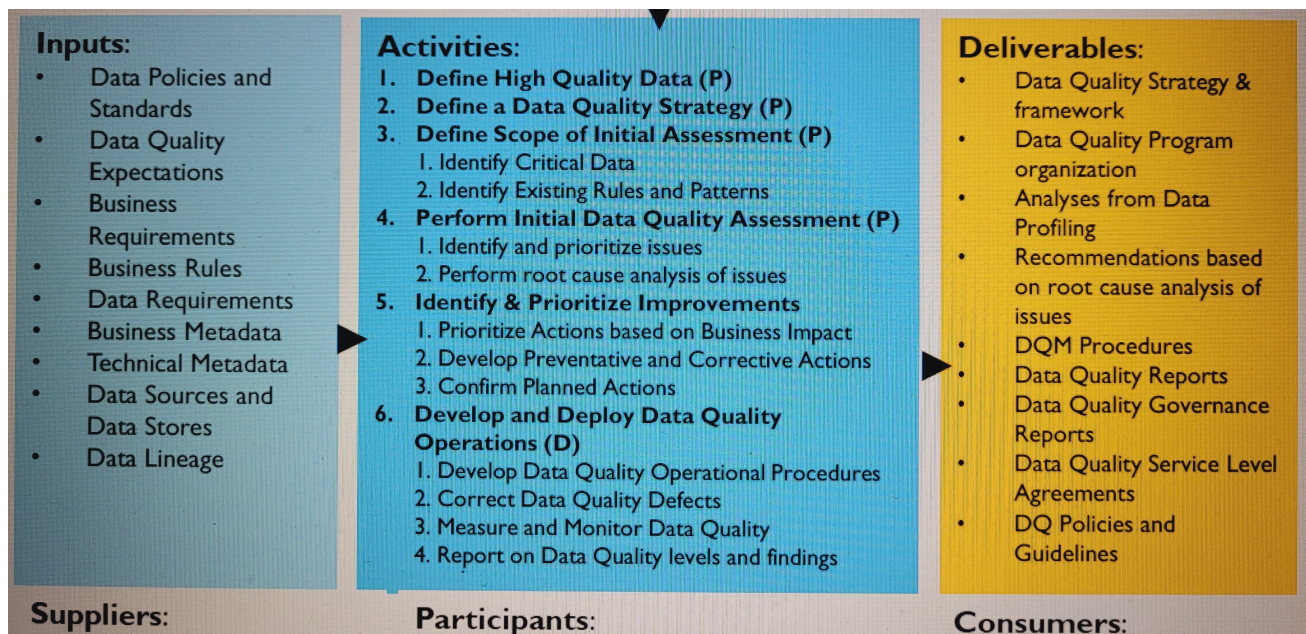 Inputs:
• Data Policies and
Standards
• Data Quality
Expectations
• Business
Requirements
• Business Rules
• Data Requirements
• Business Metadata
• Technical Metadata
• Data Sources and
Data Stores
• Data Lineage
Suppliers:
Activities:
1. Define High Quality Data (P)
2. Define a Data Quality Strategy (P)
3. Define Scope of Initial Assessment (P)
1. Identify Critical Data
2. Identify Existing Rules and Patterns
4. Perform Initial Data Quality Assessment (P)
1. Identify and prioritize issues
2. Perform root cause analysis of issues
5. Identify & Prioritize Improvements
1. Prioritize Actions based on Business Impact
2. Develop Preventative and Corrective Actions
3. Confirm Planned Actions
6. Develop and Deploy Data Quality
Operations (D)
1. Develop Data Quality Operational Procedures
2. Correct Data Quality Defects
3. Measure and Monitor Data Quality
4. Report on Data Quality levels and findings
Participants:
Deliverables:
• Data Quality Strategy &
framework
• Data Quality Program
organization
• Analyses from Data
Profiling
• Recommendations based
on root cause analysis of
issues
• DQM Procedures
• Data Quality Reports
• Data Quality Governance
Reports
• Data Quality Service Level
Agreements
• DQ Policies and
Guidelines
Consumers: